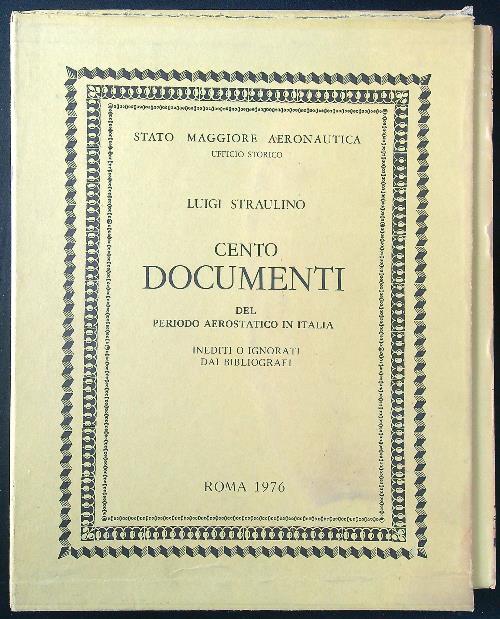 STATO MAGGIORE AERONAUTICA
UFFICIO STORICO
LUIGI STRAULINO
CENTO
DOCUMENTI
DEL
PERIODO AEROSTATICO IN ITALIA
INEDITI O IGNORATI
DAI BIBLIOGRAFI
ROMA 1976